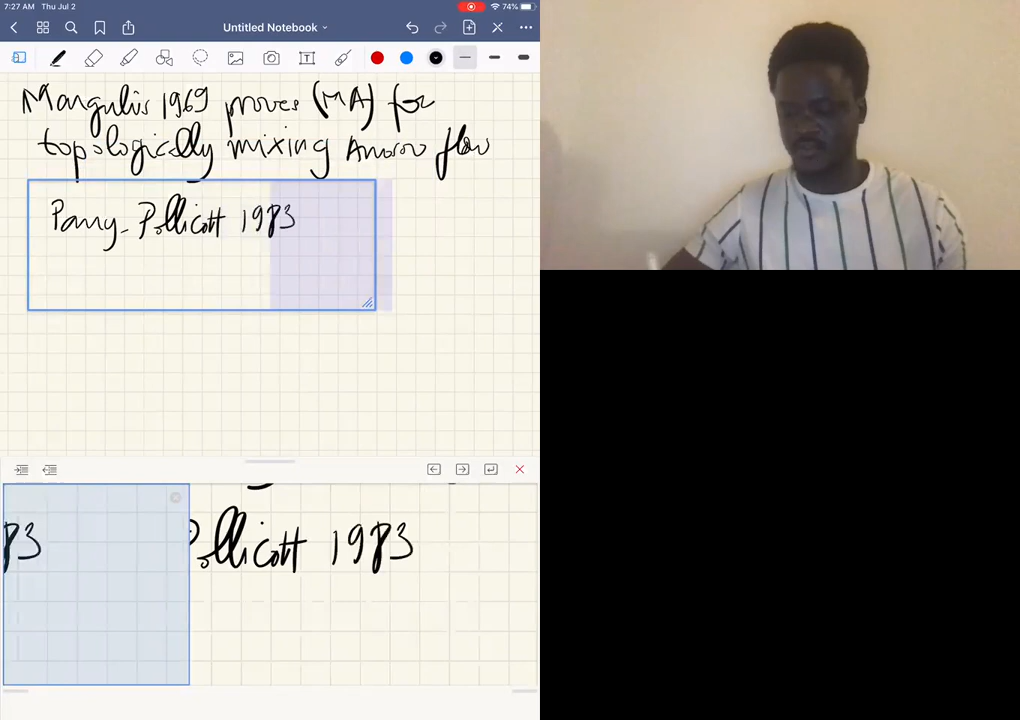 7:27 AM Thu Jul 2
74%
Untitled Notebook
T
Margulis 1969 proves (MA) for
topologically mixing Anosov flow
Parry-Pollicott 1983
83
Pollicott 1983